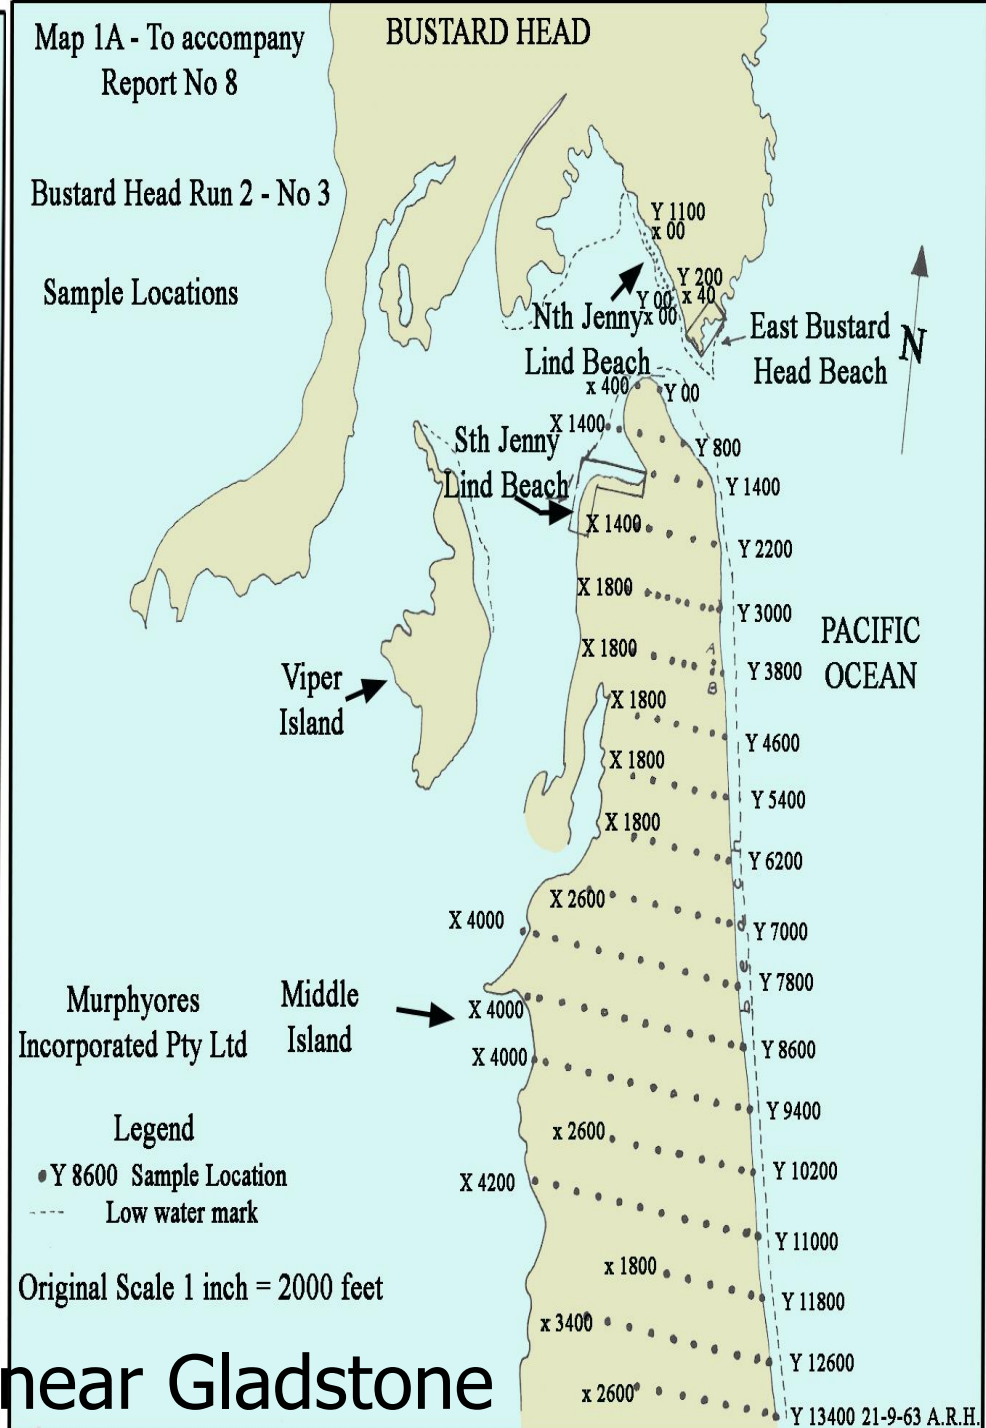 Map 1A - To accompany
Report No 8
BUSTARD HEAD
Bustard Head Run 2 - No 3
Sample Locations
Y 1100
x 00
Y 200
x 40
Y 00
x 00
Nth Jenny
Lind Beach
East Bustard
Head Beach
N
x 400
Y 00
X 1400
Y 800
Sth Jenny
Lind Beach
Y 1400
X 1400
Y 2200
X 1800
Y 3000
PACIFIC
OCEAN
X 1800
A
B
Y 3800
Viper
Island
X 1800
Y 4600
X 1800
Y 5400
X 1800
Y 6200
X 2600
Y 7000
beach
X 4000
Y 7800
Murphyores
Incorporated Pty Ltd
Middle
Island
X 4000
Y 8600
X 4000
Y 9400
Legend
Y 8600 Sample Location
Low water mark
x 2600
Y 10200
X 4200
Y 11000
Original Scale 1 inch = 2000 feet
x 1800
Y 11800
x 3400
Y 12600
near Gladstone
x 2600
Y 13400 21-9-63 A.R.H.